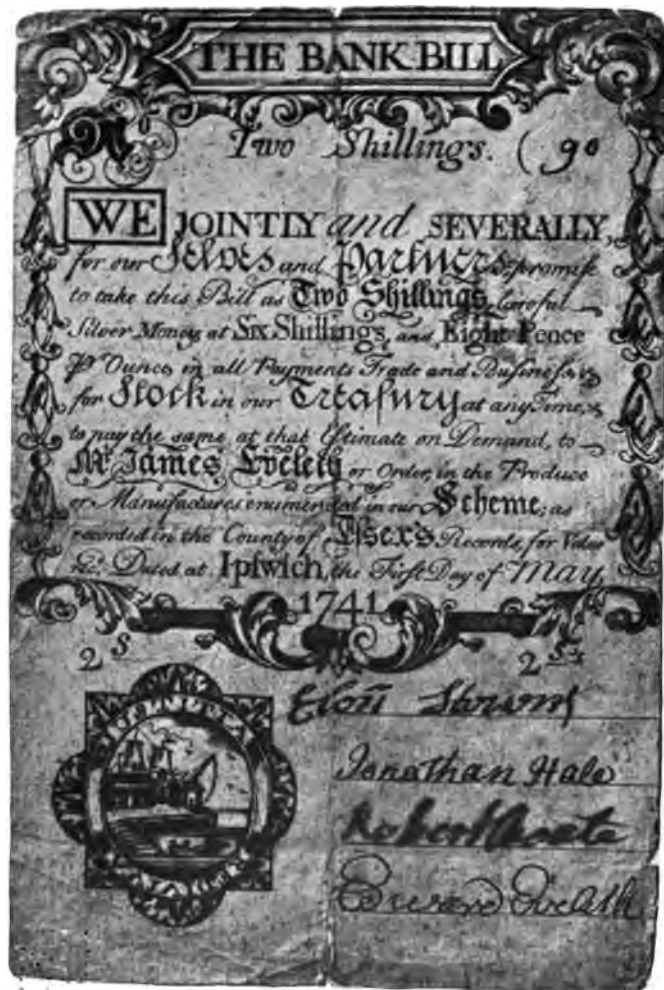 THE BANK BILL
No Two Shillings. (90
WE JOINTLY and SEVERALLY,
for our Selves and Partners, promise
to take this Bill as Two Shillings, Lawful
Silver Money, at Six Shillings, and Eight Pence
Pr Ounce, in all Payments Trade and Business, &
for Stock in our Treasury at any Time, &
to pay the same at that Estimate on Demand, to
Mr James Eveleth or Order, in the Produce
or Manufactures enumerated in our Scheme; as
recorded in the County of Essex's Records, for Value
Recd. Dated at Ipswich, the First Day of May,
1741
2s 2s
Jonathan Hale
Robert
Edward Eveleth